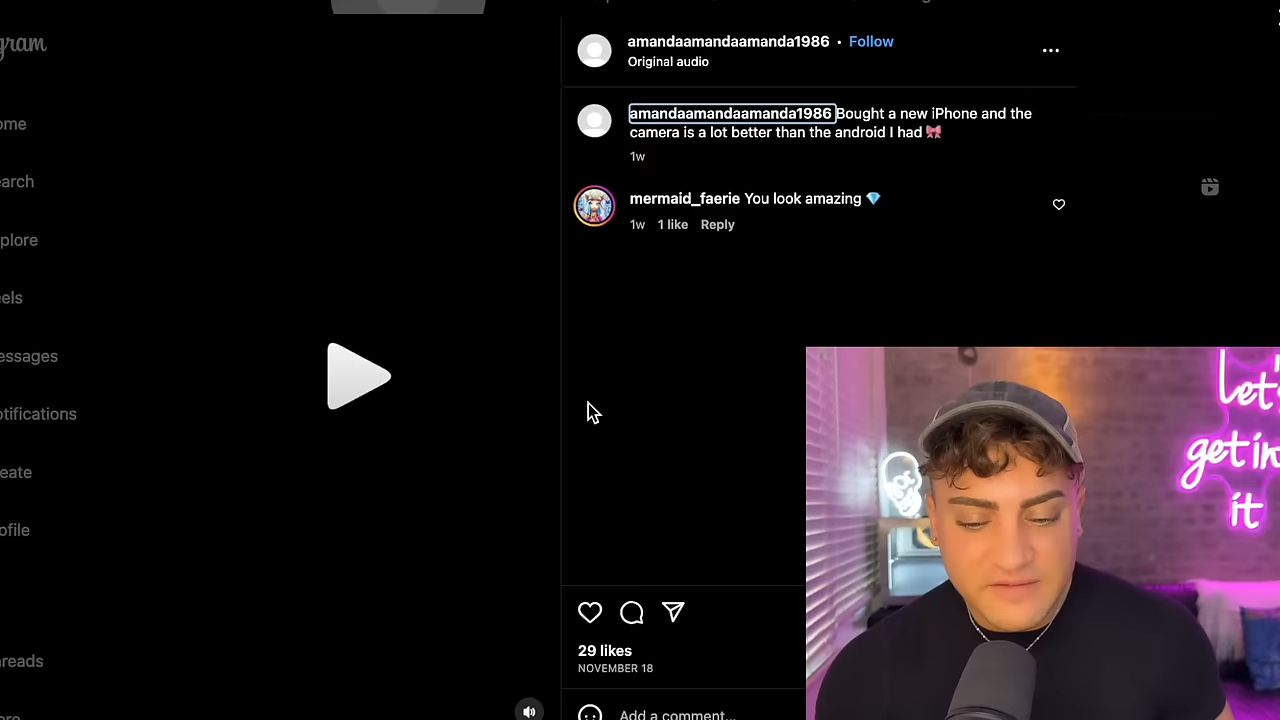 gram
amandaamandaamanda1986 • Follow
Original audio
ome
amandaamandaamanda1986 Bought a new iPhone and the
camera is a lot better than the android I had 🎀
1w
earch
mermaid_faerie You look amazing 💎
1w 1 like Reply
plore
eels
essages
otifications
eate
ofile
let's
get in
it
29 likes
NOVEMBER 18
reads
Add a comment...